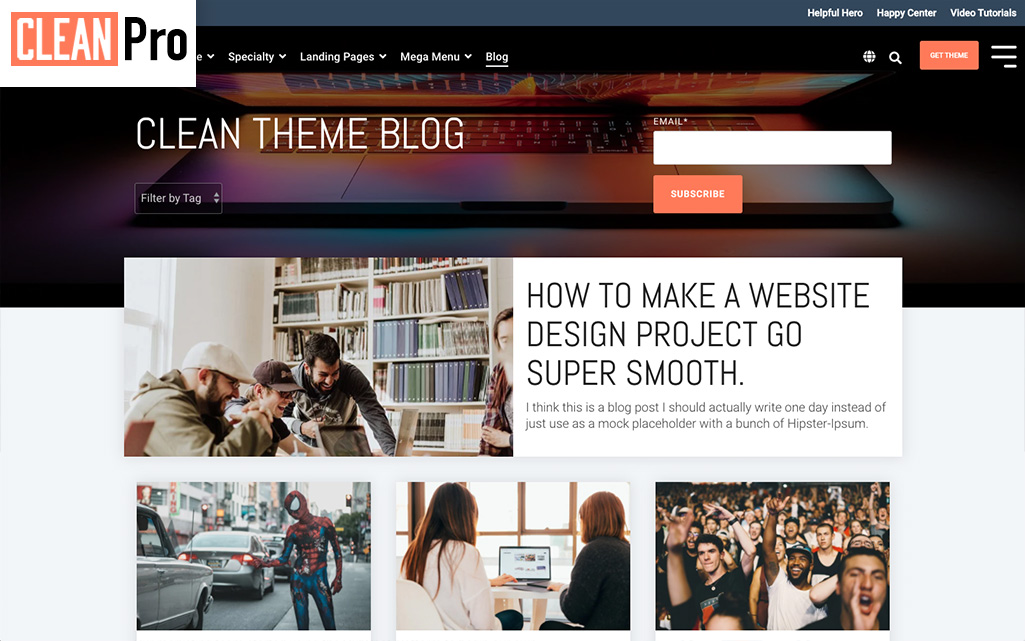 Helpful Hero Happy Center Video Tutorials
CLEAN Pro
Specialty Landing Pages Mega Menu Blog
GET THEME
CLEAN THEME BLOG
EMAIL*
Filter by Tag
SUBSCRIBE
HOW TO MAKE A WEBSITE
DESIGN PROJECT GO
SUPER SMOOTH.
I think this is a blog post I should actually write one day instead of
just use as a mock placeholder with a bunch of Hipster-Ipsum.